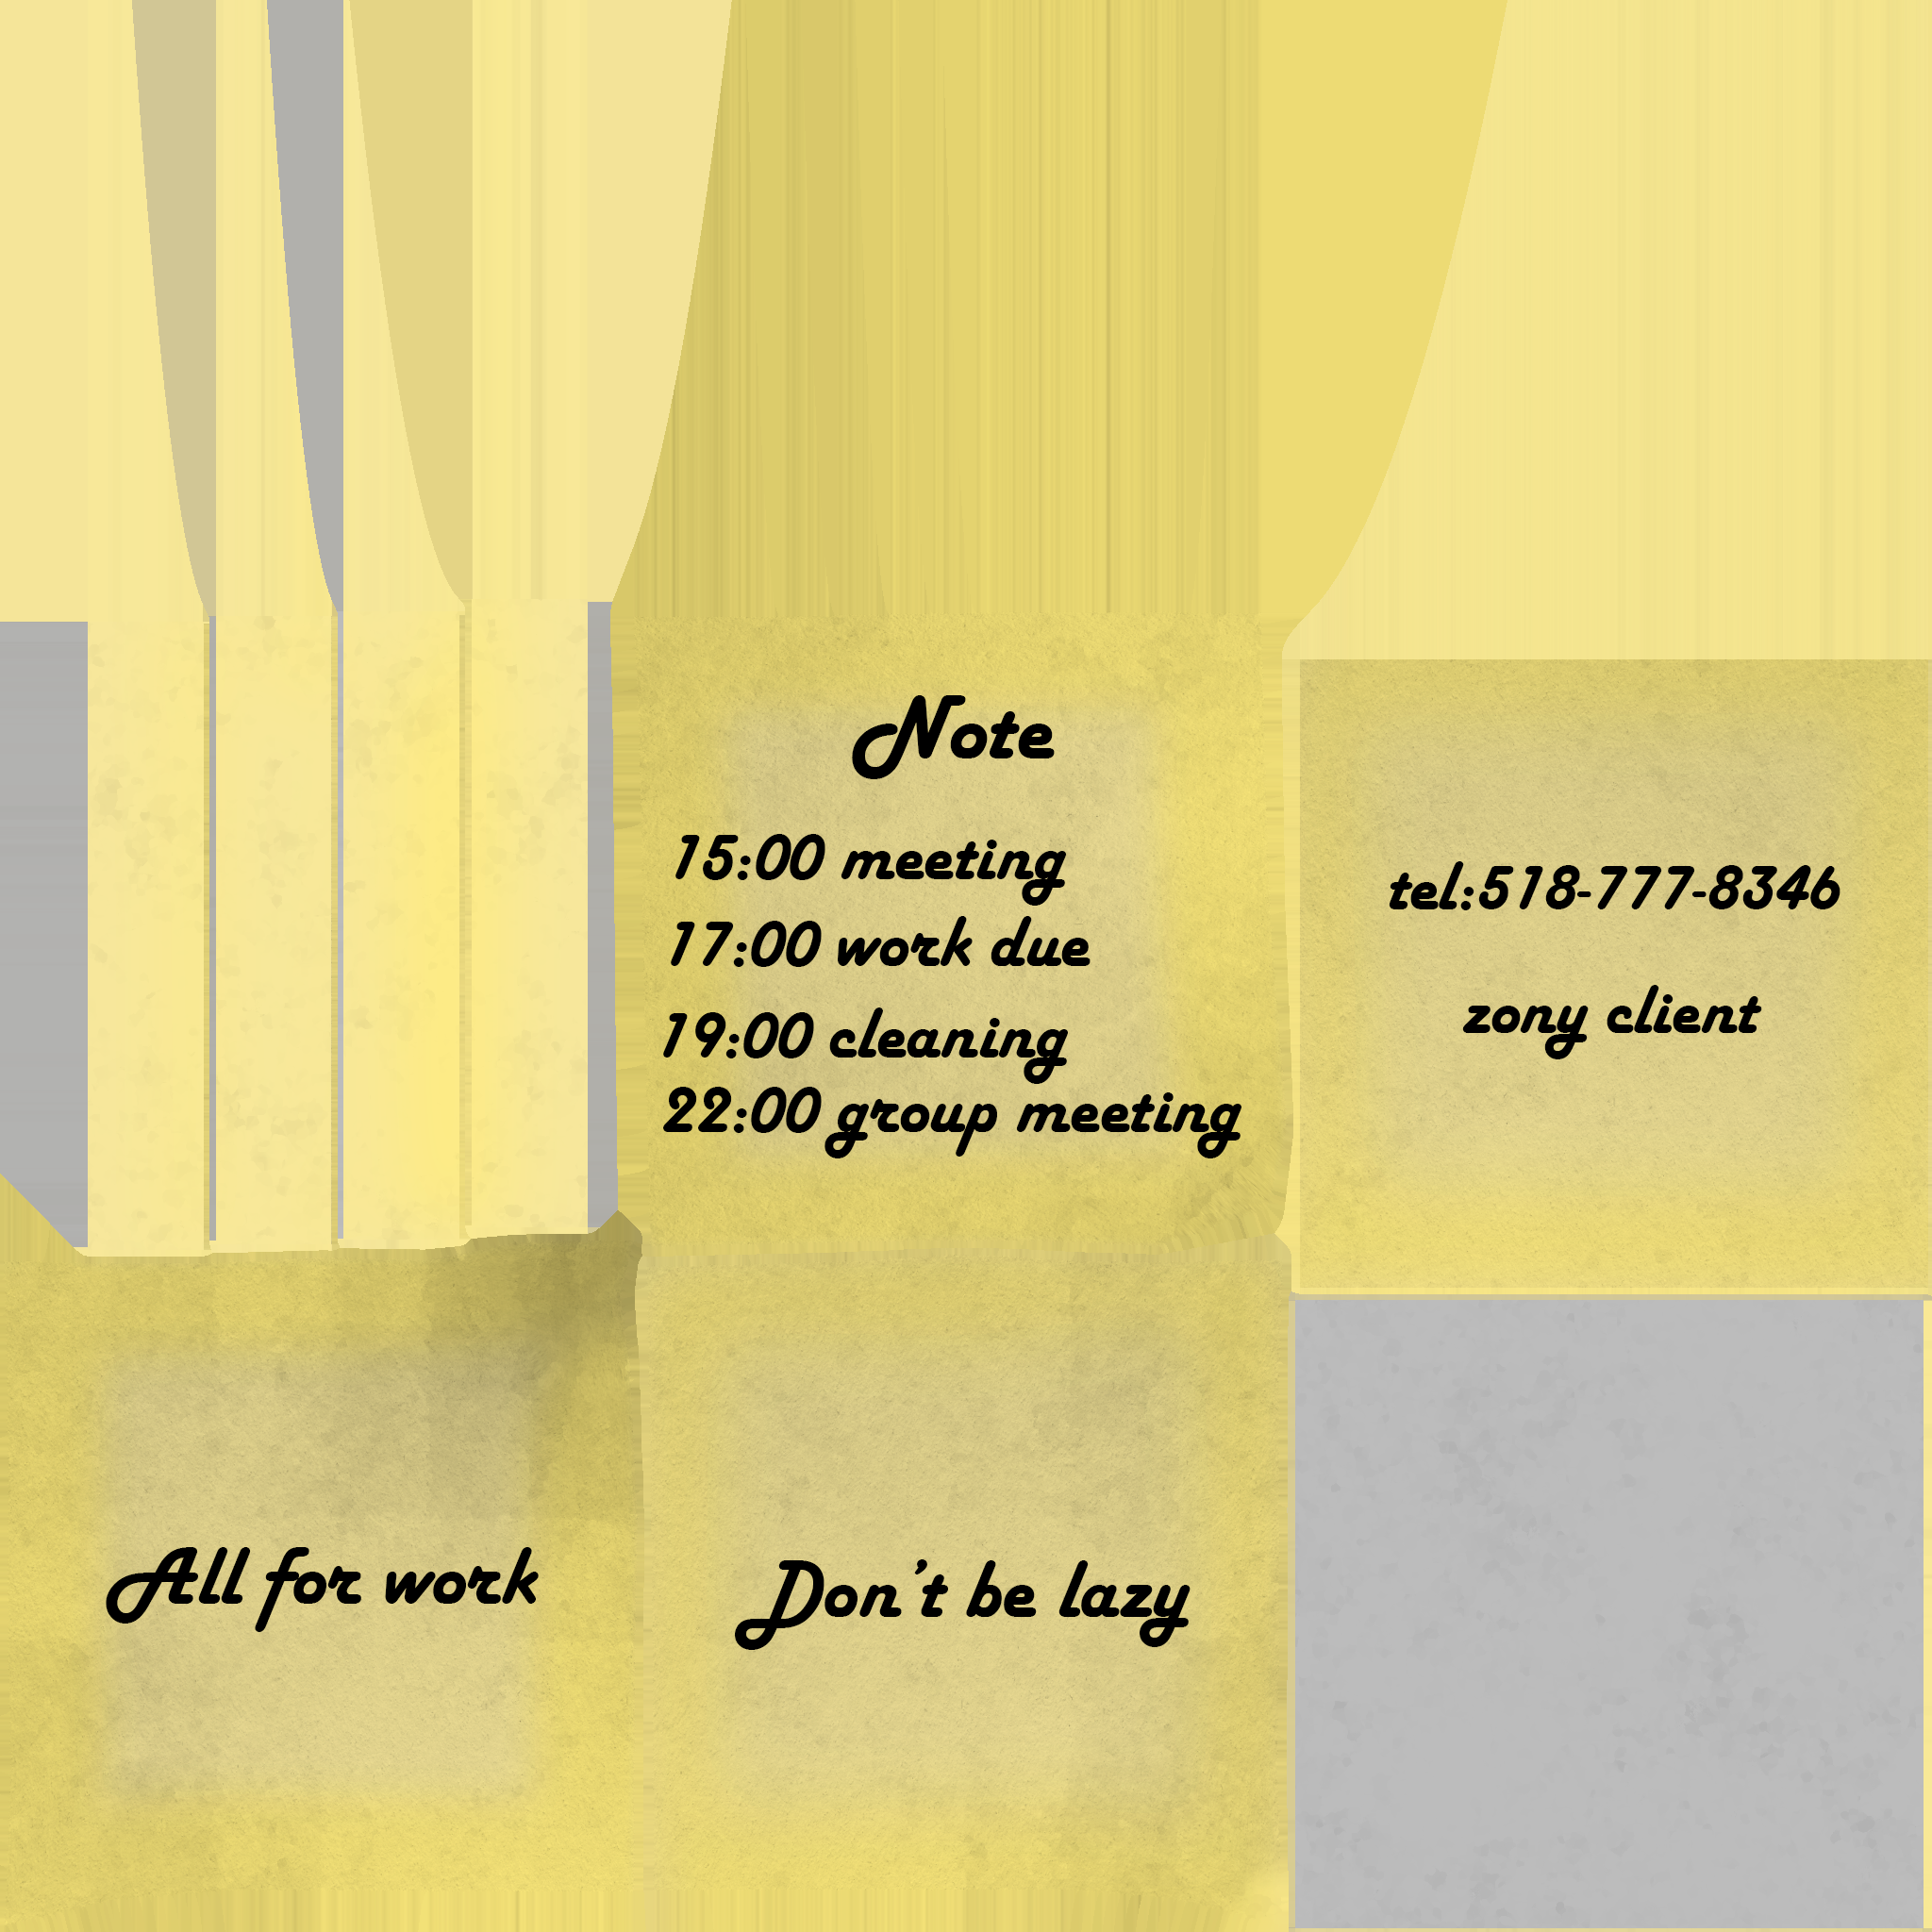 Note
15:00 meeting
17:00 work due
19:00 cleaning
22:00 group meeting
tel:518-777-8346
zony client
All for work
Don't be lazy